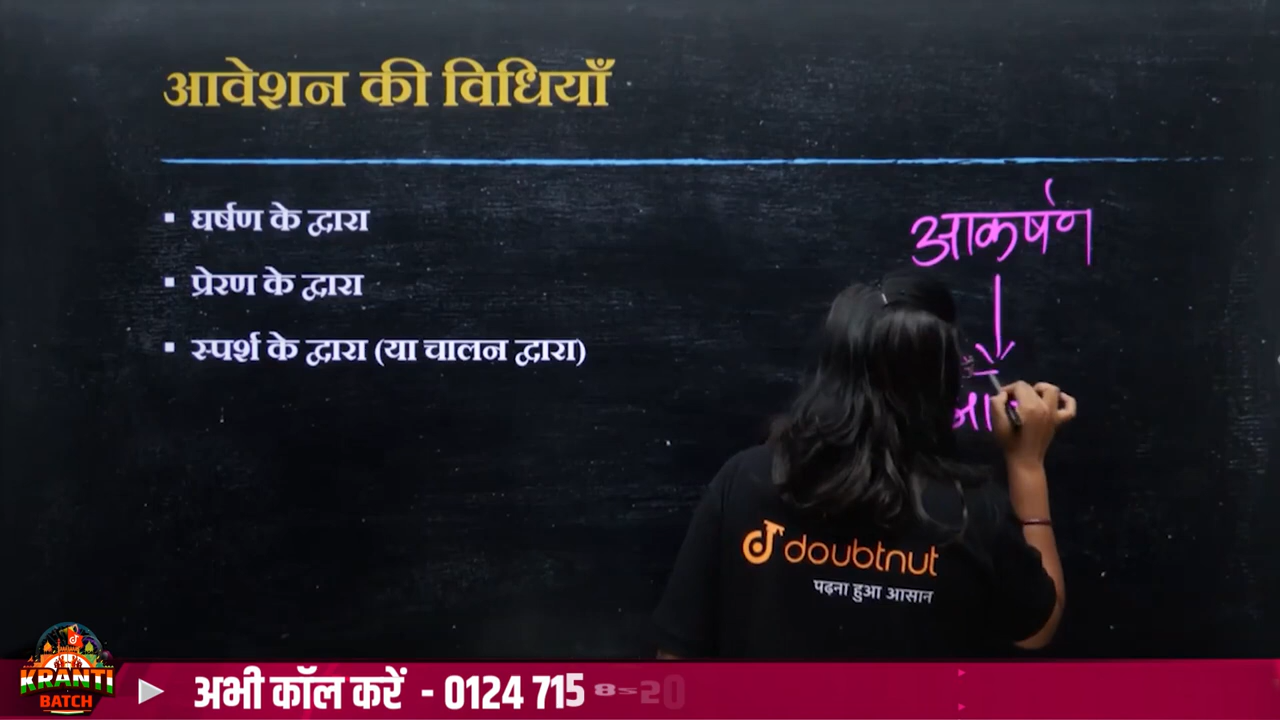 आवेशन की विधियाँ
▪ घर्षण के द्वारा
▪ प्रेरण के द्वारा
▪ स्पर्श के द्वारा (या चालन द्वारा)
आकर्षण
doubtnut
पढ़ना हुआ आसान
KRANTI
BATCH
अभी कॉल करें - 0124 715